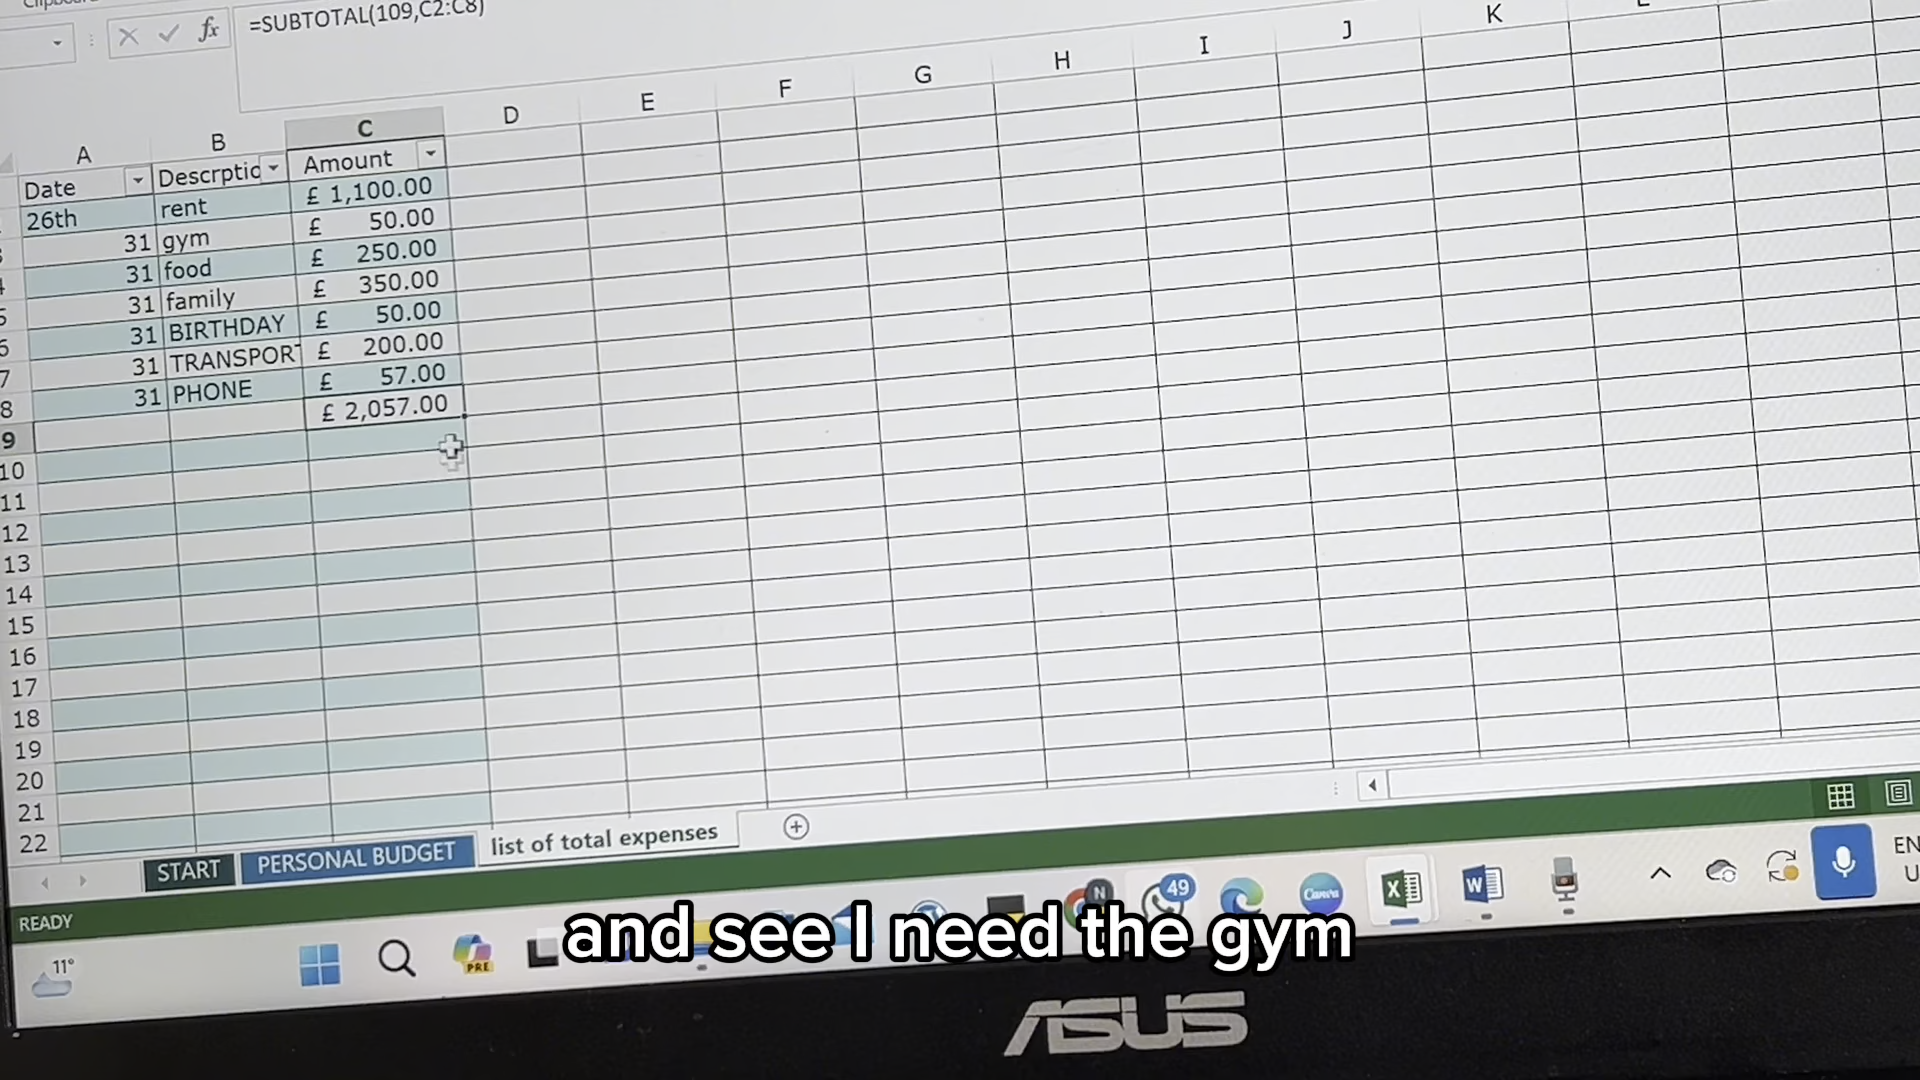 =SUBTOTAL(109,C2:C8)
A B C D E F G H I J K
Date Descrptic Amount
26th rent £ 1,100.00
31 gym £ 50.00
31 food £ 250.00
31 family £ 350.00
31 BIRTHDAY £ 50.00
31 TRANSPORT £ 200.00
8 31 PHONE £ 57.00
9 £ 2,057.00
10
11
12
13
14
15
16
17
18
19
20
21
22
START PERSONAL BUDGET list of total expenses
READY
and see I need the gym
11°
PRE
N
49
Canva
X
W
EN
ASUS